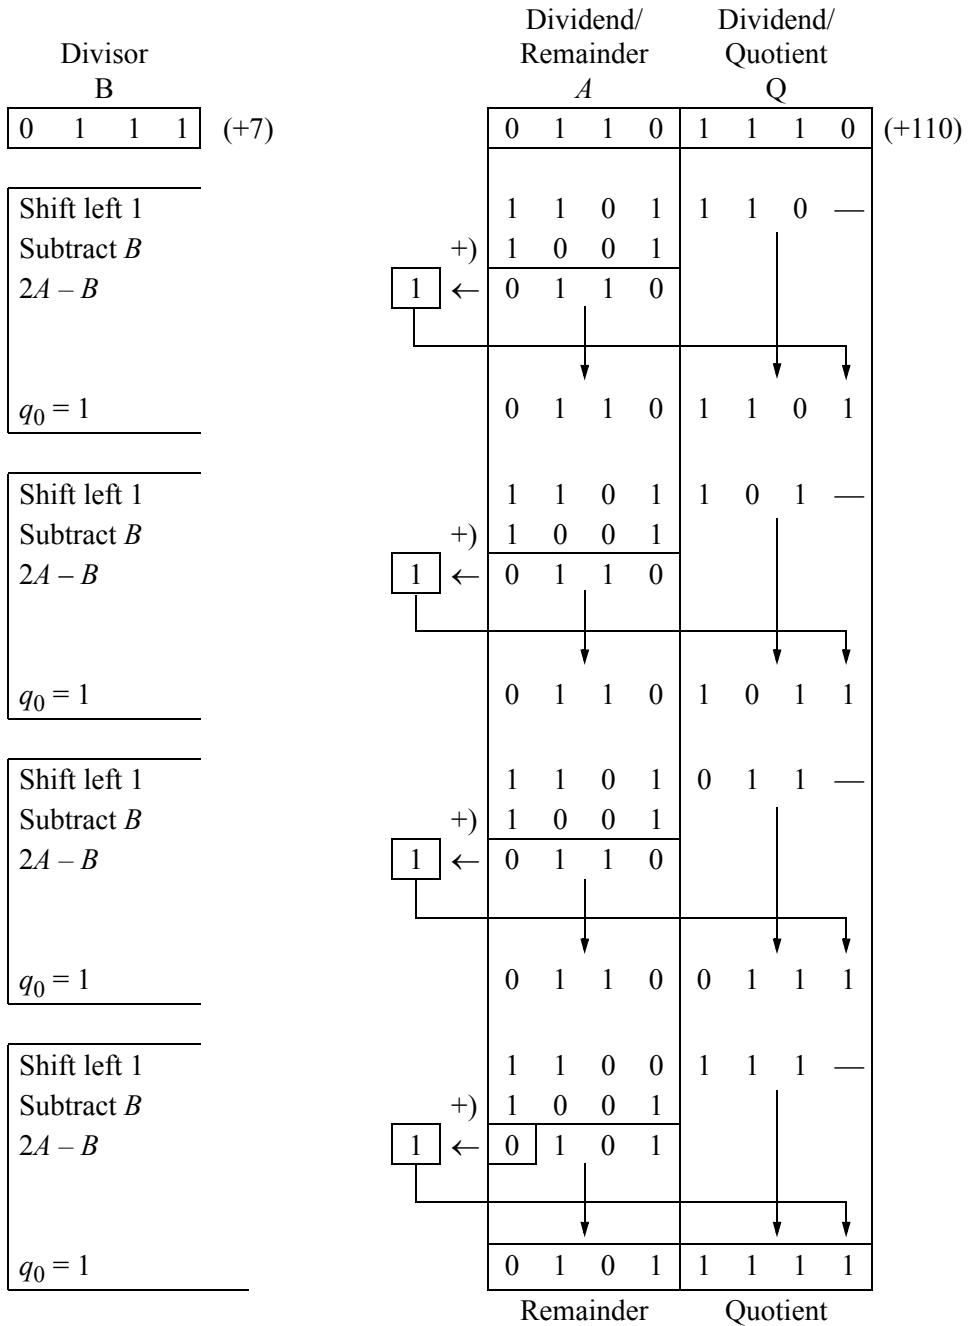 Dividend/ Dividend/
Divisor Remainder Quotient
B A Q
0 1 1 1 (+7) 0 1 1 0 1 1 1 0 (+110)
Shift left 1 1 1 0 1 1 1 0 —
Subtract B +) 1 0 0 1
2A – B 1 ← 0 1 1 0
q0 = 1 0 1 1 0 1 1 0 1
Shift left 1 1 1 0 1 1 0 1 —
Subtract B +) 1 0 0 1
2A – B 1 ← 0 1 1 0
q0 = 1 0 1 1 0 1 0 1 1
Shift left 1 1 1 0 1 0 1 1 —
Subtract B +) 1 0 0 1
2A – B 1 ← 0 1 1 0
q0 = 1 0 1 1 0 0 1 1 1
Shift left 1 1 1 0 0 1 1 1 —
Subtract B +) 1 0 0 1
2A – B 1 ← 0 1 0 1
q0 = 1 0 1 0 1 1 1 1 1
Remainder Quotient